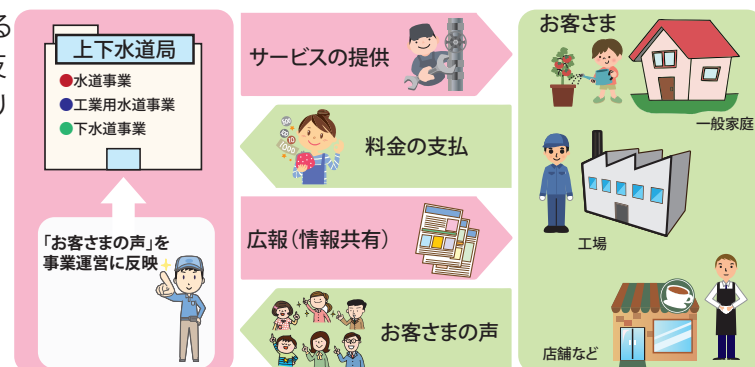 る
り
上下水道局
●水道事業
●工業用水道事業
●下水道事業
「お客さまの声」を
事業運営に反映
サービスの提供
料金の支払
広報(情報共有)
お客さまの声
お客さま
一般家庭
工場
店舗など